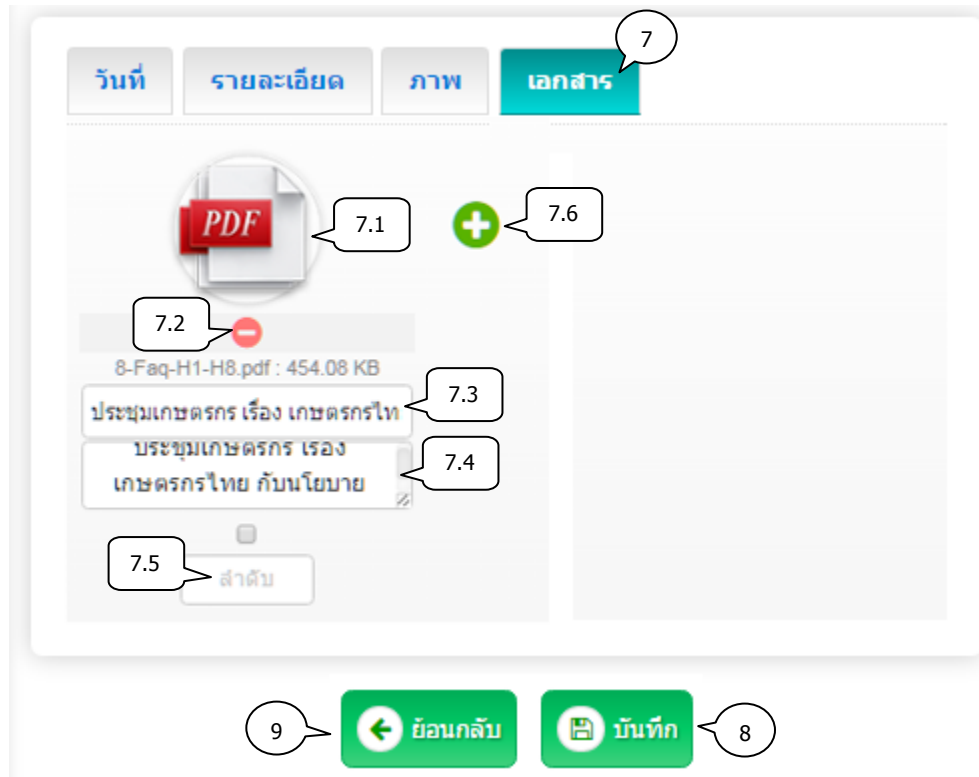 7
วันที่ รายละเอียด ภาพ เอกสาร
PDF
7.1
7.6
7.2
8-Faq-H1-H8.pdf : 454.08 KB
ประชุมเกษตรกร เรื่อง เกษตรกรไท
7.3
ประชุมเกษตรกร เรื่อง
เกษตรกรไทย กับนโยบาย
7.4
7.5
ลำดับ
9
ย้อนกลับ
บันทึก
8